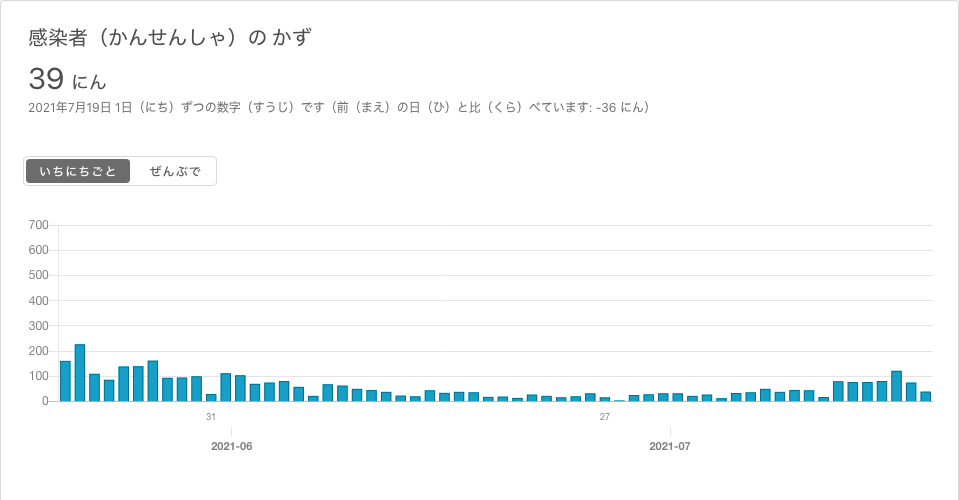 感染者（かんせんしゃ）の かず
39 にん
2021年7月19日 1日（にち）ずつの数字（すうじ）です（前（まえ）の日（ひ）と比（くら）べています: -36 にん）
いちにちごと ぜんぶで
700
600
500
400
300
200
100
0
31 27
2021-06 2021-07